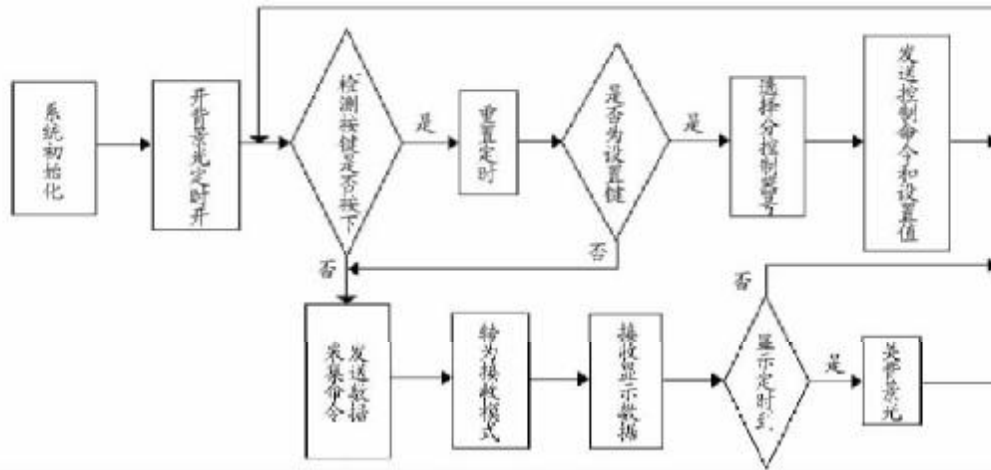 系统初始化
开背景光定时开
检测按键是否按下
是
重置定时
是否为设置键
是
选择分控制器号
发送控制命令和设置值
否
否
发送数据
采集命令
转为接收模式
接收显示数据
否
显示定时到
是
关背景光